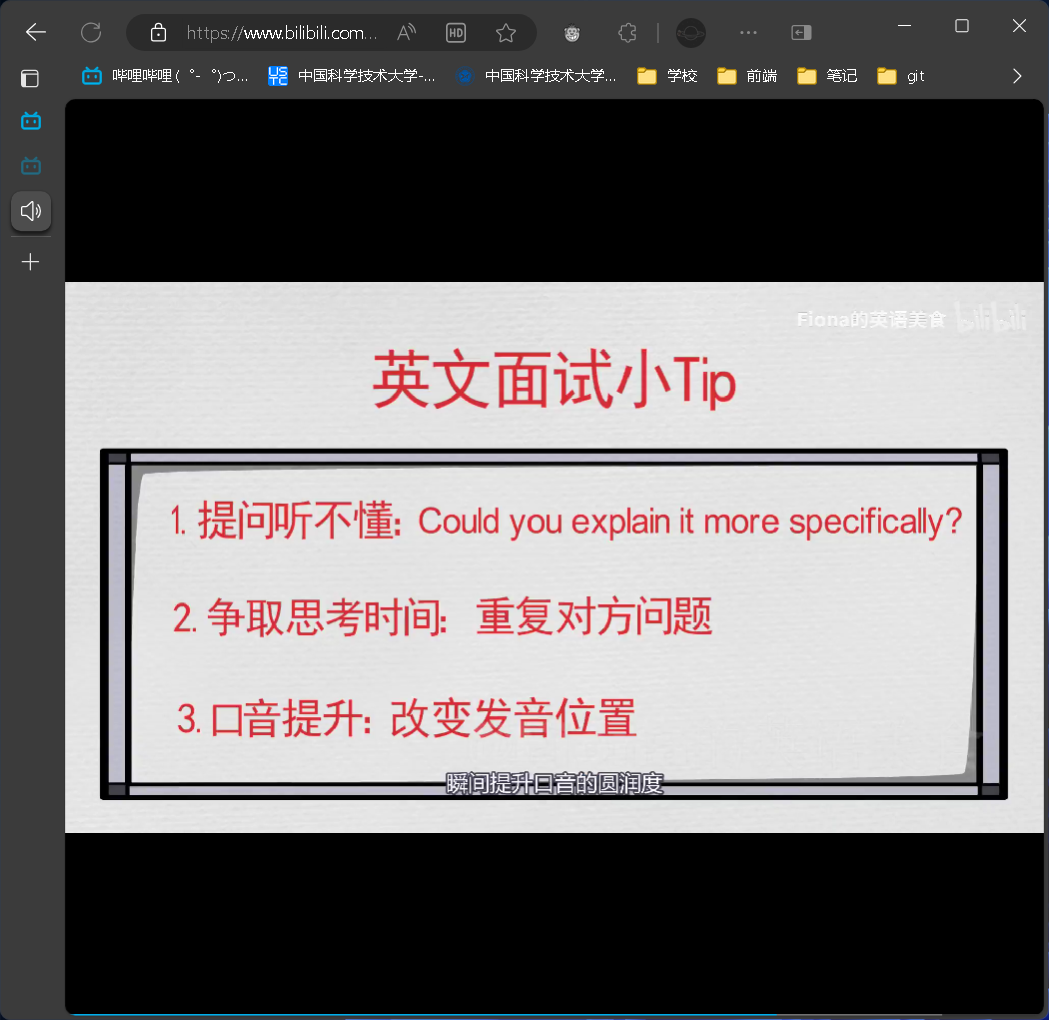 https://www.bilibili.com...
HD
哔哩哔哩 (゜-゜)つ...
USTC
中国科学技术大学-...
中国科学技术大学...
学校
前端
笔记
git
Fiona的英语美食 bilibili
英文面试小Tip
1. 提问听不懂: Could you explain it more specifically?
2. 争取思考时间: 重复对方问题
3. 口音提升: 改变发音位置
瞬间提升口音的圆润度